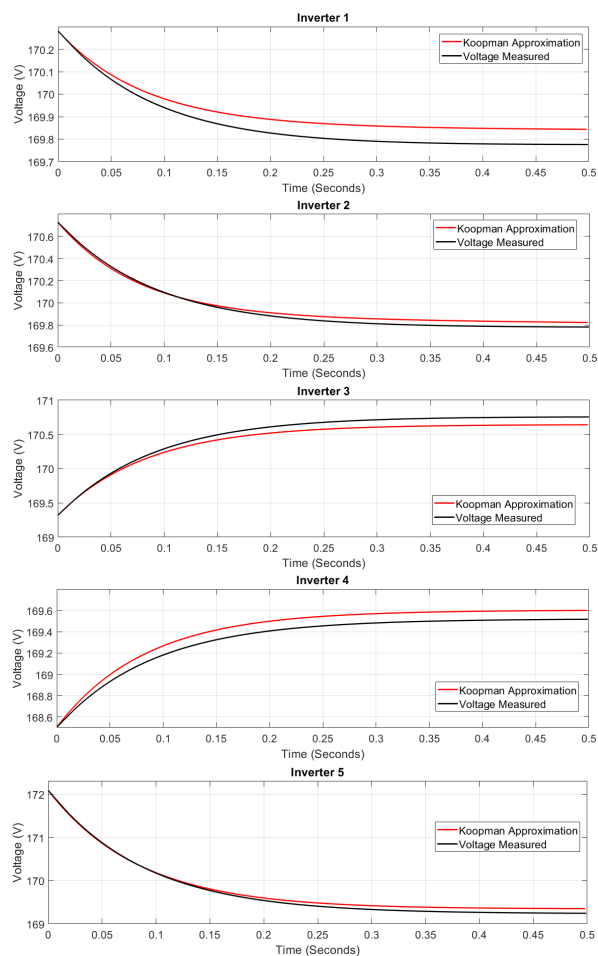 Inverter 1
Voltage (V)
170.2
170.1
170
169.9
169.8
169.7
Koopman Approximation
Voltage Measured
0 0.05 0.1 0.15 0.2 0.25 0.3 0.35 0.4 0.45 0.5
Time (Seconds)
Inverter 2
Voltage (V)
170.6
170.4
170.2
170
169.8
169.6
Koopman Approximation
Voltage Measured
0 0.05 0.1 0.15 0.2 0.25 0.3 0.35 0.4 0.45 0.5
Time (Seconds)
Inverter 3
Voltage (V)
171
170.5
170
169.5
169
Koopman Approximation
Voltage Measured
0 0.05 0.1 0.15 0.2 0.25 0.3 0.35 0.4 0.45 0.5
Time (Seconds)
Inverter 4
Voltage (V)
169.6
169.4
169.2
169
168.8
168.6
Koopman Approximation
Voltage Measured
0 0.05 0.1 0.15 0.2 0.25 0.3 0.35 0.4 0.45 0.5
Time (Seconds)
Inverter 5
Voltage (V)
172
171
170
169
Koopman Approximation
Voltage Measured
0 0.05 0.1 0.15 0.2 0.25 0.3 0.35 0.4 0.45 0.5
Time (Seconds)